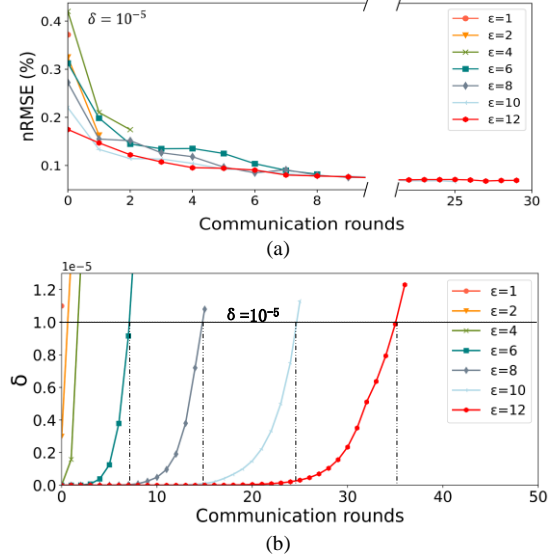 δ = 10⁻⁵
0.4
0.3
0.2
0.1
nRMSE (%)
ε=1
ε=2
ε=4
ε=6
ε=8
ε=10
ε=12
0 2 4 6 8 25 30
Communication rounds
(a)
1e-5
1.2
1.0
0.8
0.6
0.4
0.2
0.0
δ
δ=10⁻⁵
ε=1
ε=2
ε=4
ε=6
ε=8
ε=10
ε=12
0 10 20 30 40 50
Communication rounds
(b)